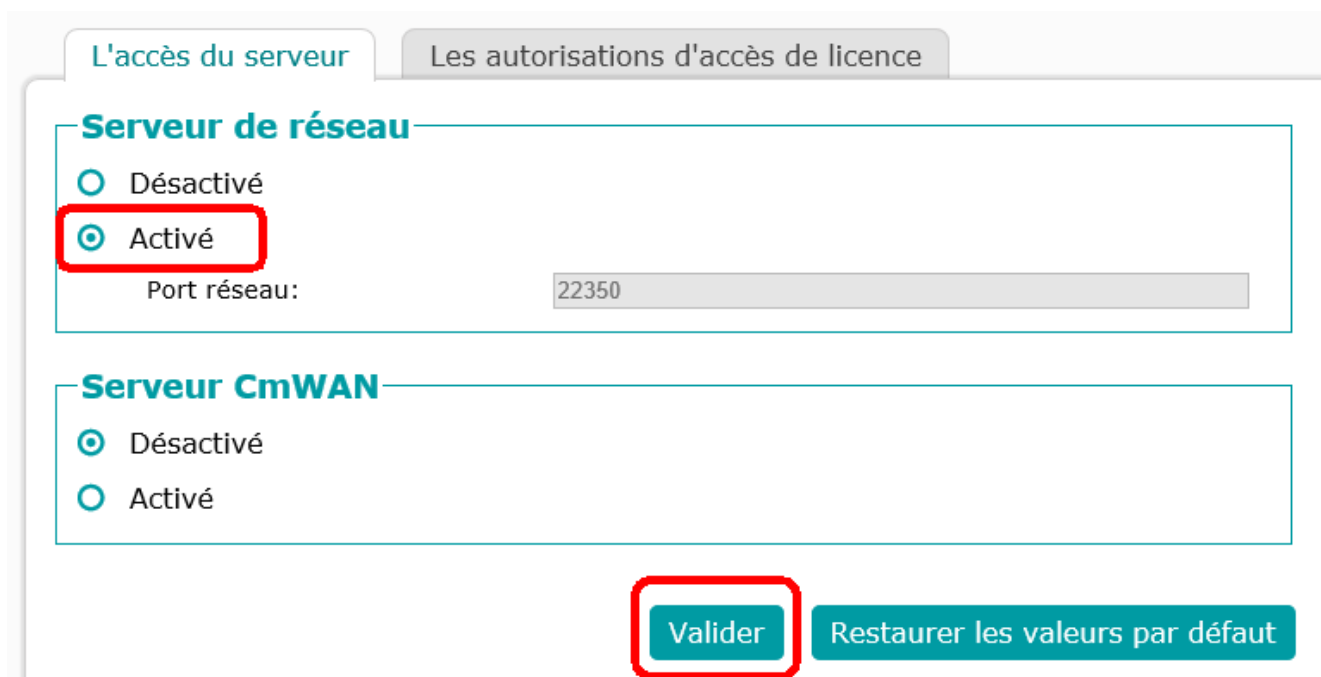 L'accès du serveur
Les autorisations d'accès de licence
Serveur de réseau
Désactivé
Activé
Port réseau: 22350
Serveur CmWAN
Désactivé
Activé
Valider
Restaurer les valeurs par défaut